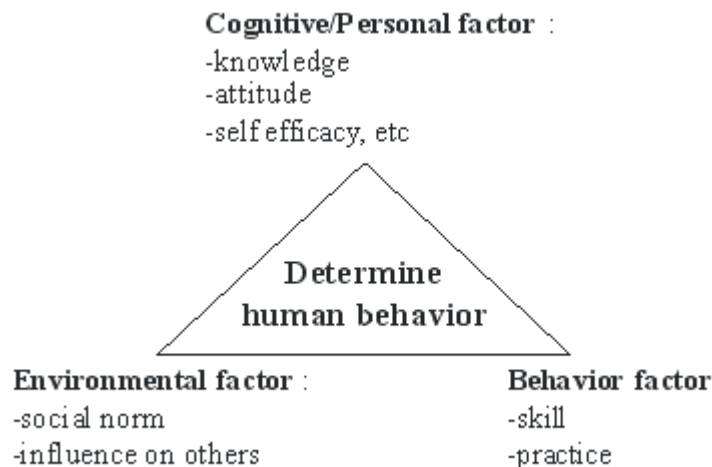 Cognitive/Personal factor :
-knowledge
-attitude
-self efficacy, etc
Determine
human behavior
Environmental factor :
-social norm
-influence on others
Behavior factor
-skill
-practice